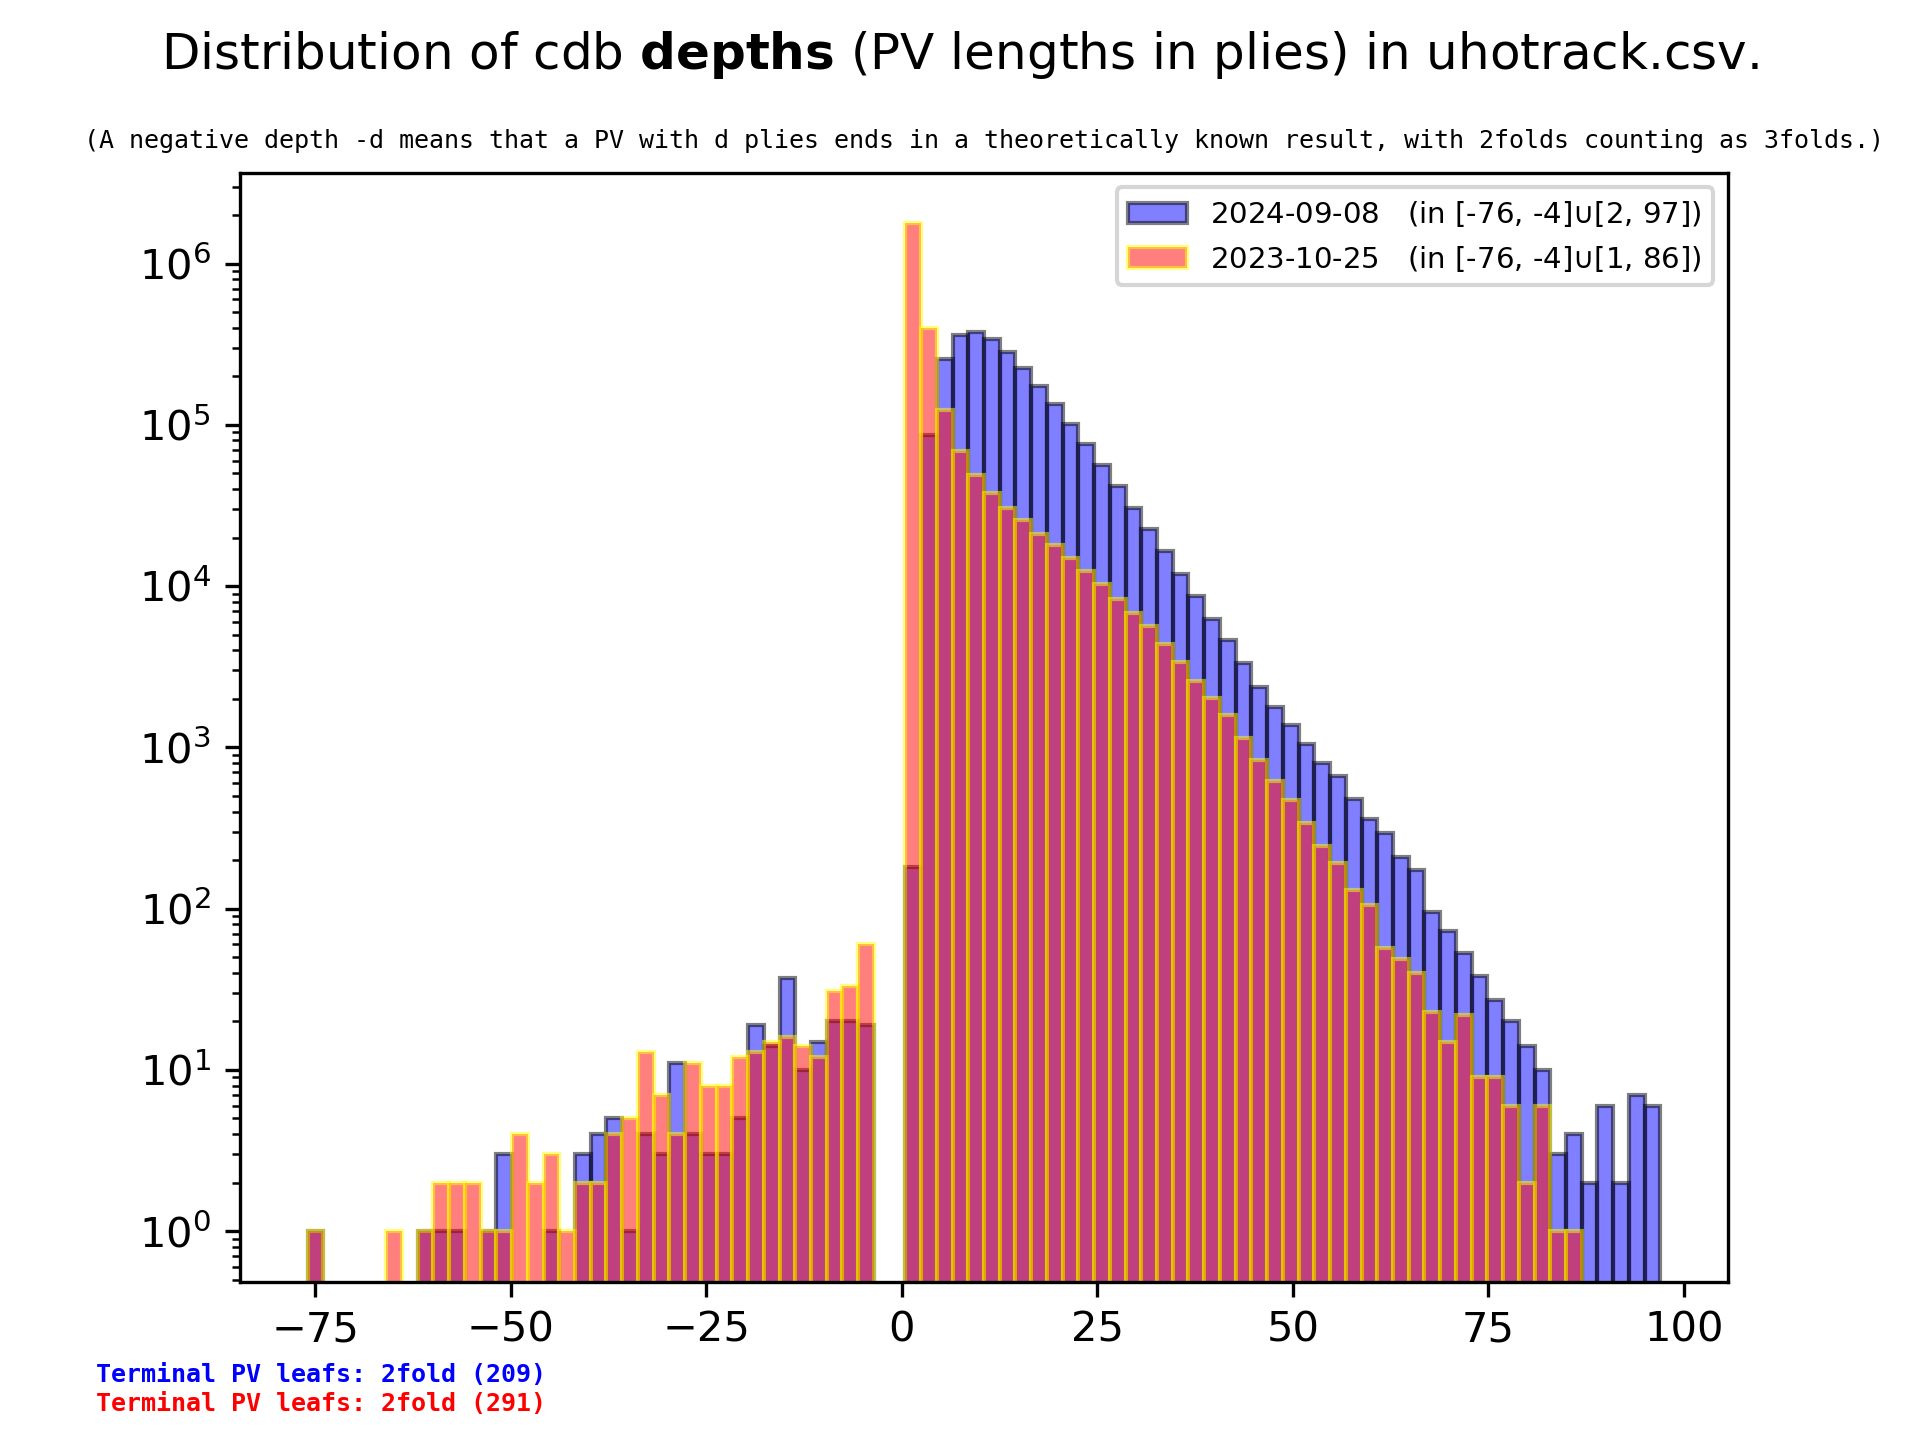 Distribution of cdb depths (PV lengths in plies) in uhotrack.csv.
(A negative depth -d means that a PV with d plies ends in a theoretically known result, with 2folds counting as 3folds.)
2024-09-08 (in [-76, -4]∪[2, 97])
2023-10-25 (in [-76, -4]∪[1, 86])
10⁶
10⁵
10⁴
10³
10²
10¹
10⁰
−75 −50 −25 0 25 50 75 100
Terminal PV leafs: 2fold (209)
Terminal PV leafs: 2fold (291)